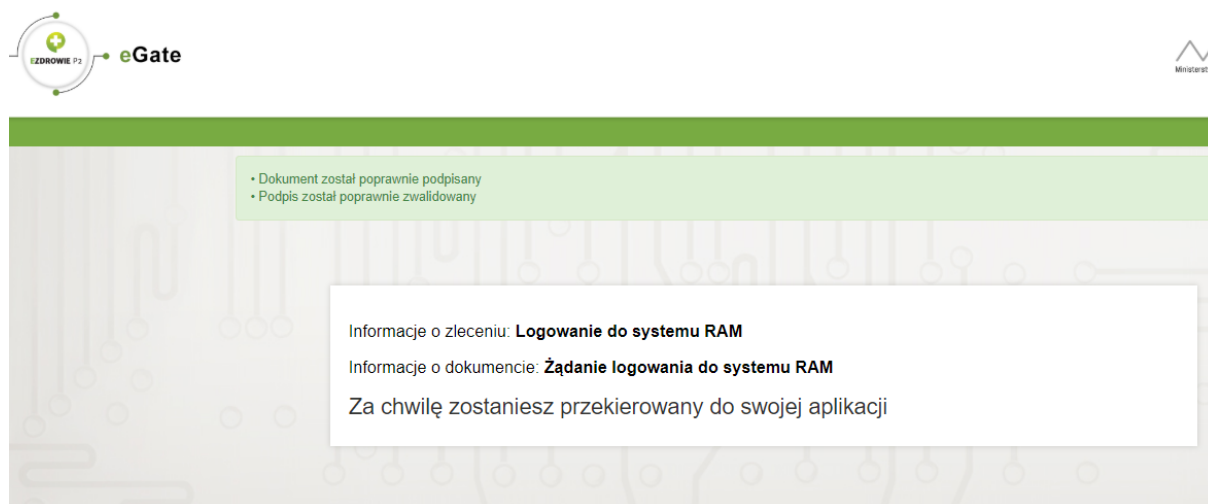 EZDROWIE P2
eGate
• Dokument został poprawnie podpisany
• Podpis został poprawnie zwalidowany
Informacje o zleceniu: Logowanie do systemu RAM
Informacje o dokumencie: Żądanie logowania do systemu RAM
Za chwilę zostaniesz przekierowany do swojej aplikacji